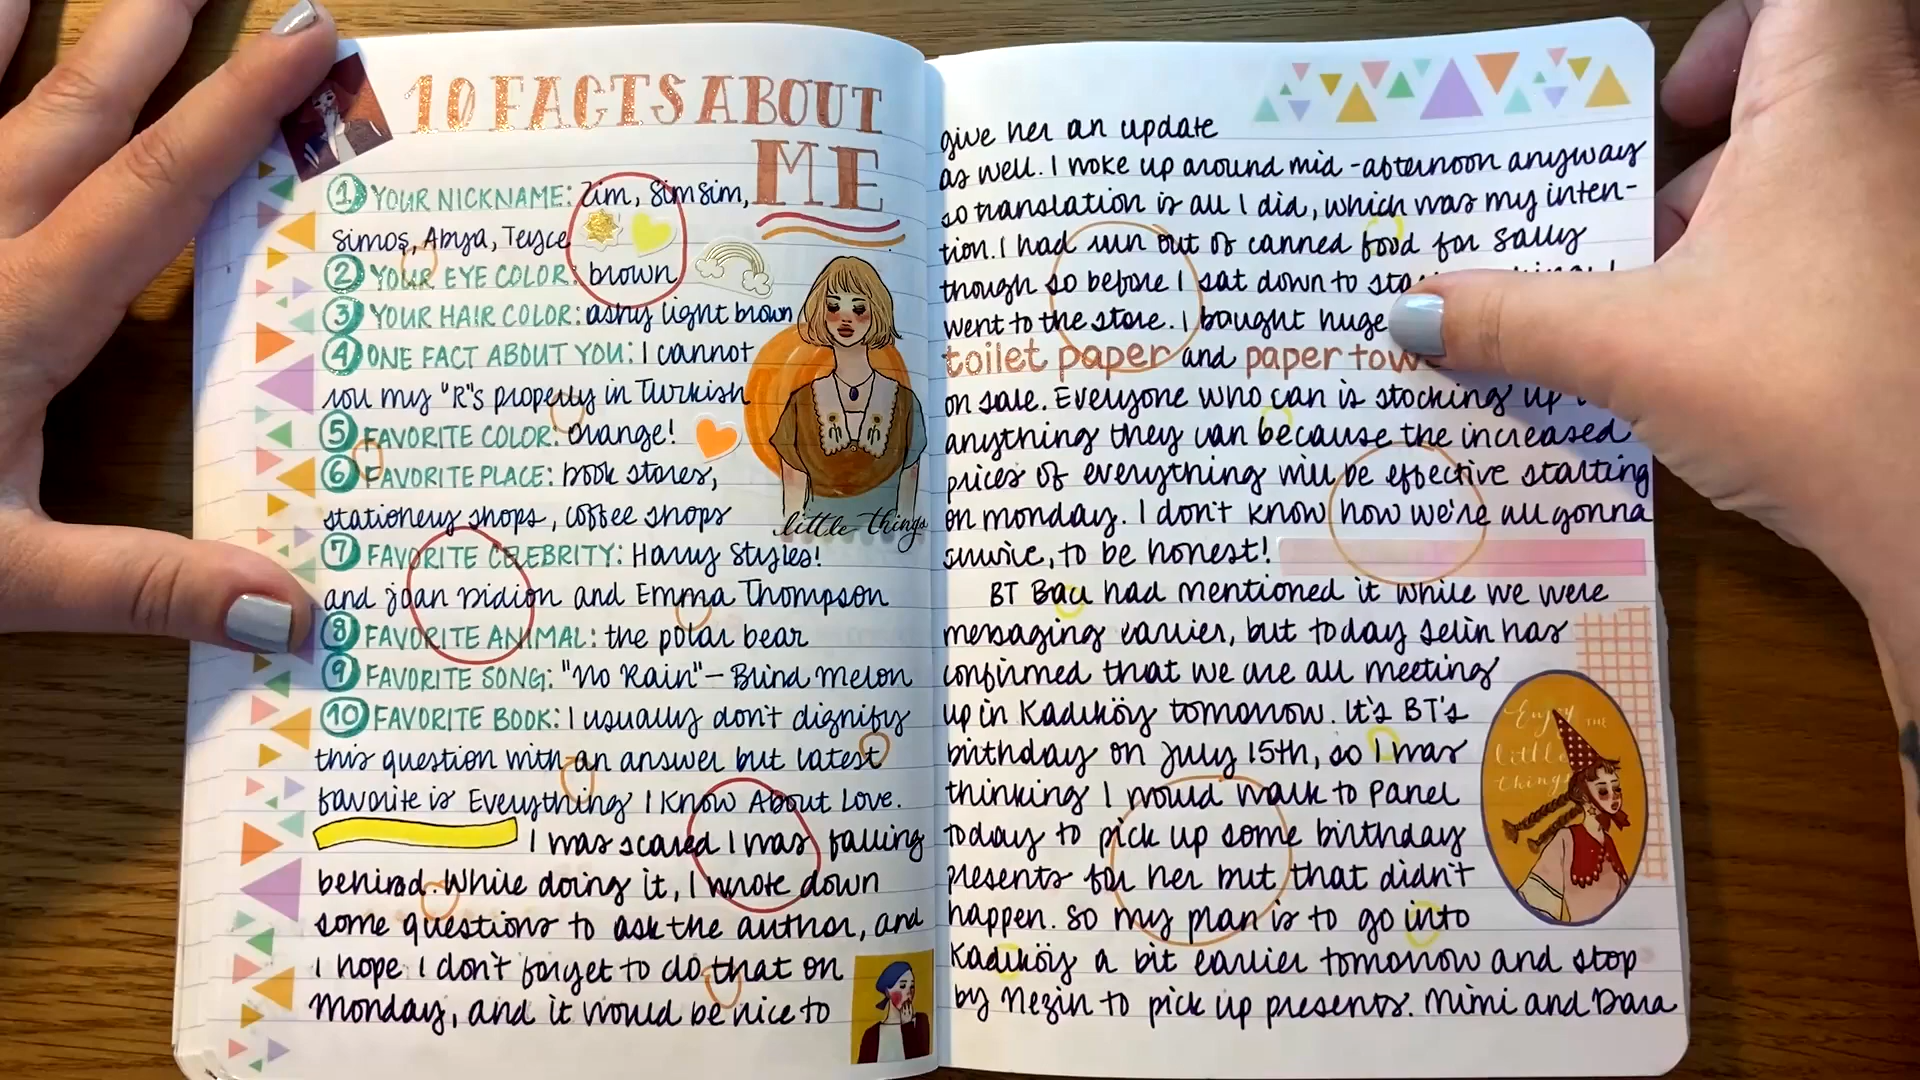 10 FACTS ABOUT
ME
1 YOUR NICKNAME: Zim, Simsim,
Simoş, Abya, Teyce
2 YOUR EYE COLOR: brown
3 YOUR HAIR COLOR: ashy light brown
4 ONE FACT ABOUT YOU: I cannot
roll my "R"s properly in Turkish
5 FAVORITE COLOR: Orange!
6 FAVORITE PLACE: book stores,
stationery shops, coffee shops
7 FAVORITE CELEBRITY: Harry Styles!
and Joan Didion and Emma Thompson
8 FAVORITE ANIMAL: the polar bear
9 FAVORITE SONG: "No Rain" - Blind Melon
10 FAVORITE BOOK: I usually don't dignify
this question with an answer but latest
favorite is Everything I Know About Love.
I was scared I was falling
behind. While doing it, I wrote down
some questions to ask the author, and
I hope I don't forget to do that on
Monday, and it would be nice to
little things
give her an update
as well. I woke up around mid-afternoon anyway
so translation is all I did, which was my inten-
tion. I had run out of canned food for Sally
though so before I sat down to
went to the store. I bought huge
toilet paper and paper
on sale. Everyone who can is stocking up
anything they can because the increased
prices of everything will be effective starting
on monday. I don't know how we're all gonna
survive, to be honest!
BT Bacı had mentioned it while we were
messaging earlier, but today Selin has
confirmed that we are all meeting
up in Kadıköy tomorrow. It's BT's
birthday on July 15th, so I was
thinking I would walk to Panel
today to pick up some birthday
presents for her but that didn't
happen. So my plan is to go into
Kadıköy a bit earlier tomorrow and stop
by Nezin to pick up presents. Mimi and Dara
Enjoy THE
little
things